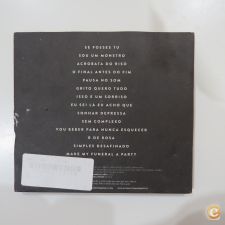 SE FOSSES TU
SOU UM MONSTRO
ACROBATA DO RISO
O FINAL ANTES DO FIM
PAUSA NO SOM
GRITO QUERO TUDO
ISSO É UM SORRISO
EU SEI LÁ EU ACHO QUE
SONHAR DEPRESSA
SEM COMPLEXO
VOU BEBER PARA NUNCA ESQUECER
R DE ROSA
SIMPLES DESAFINADO
MAKE MY FUNERAL A PARTY